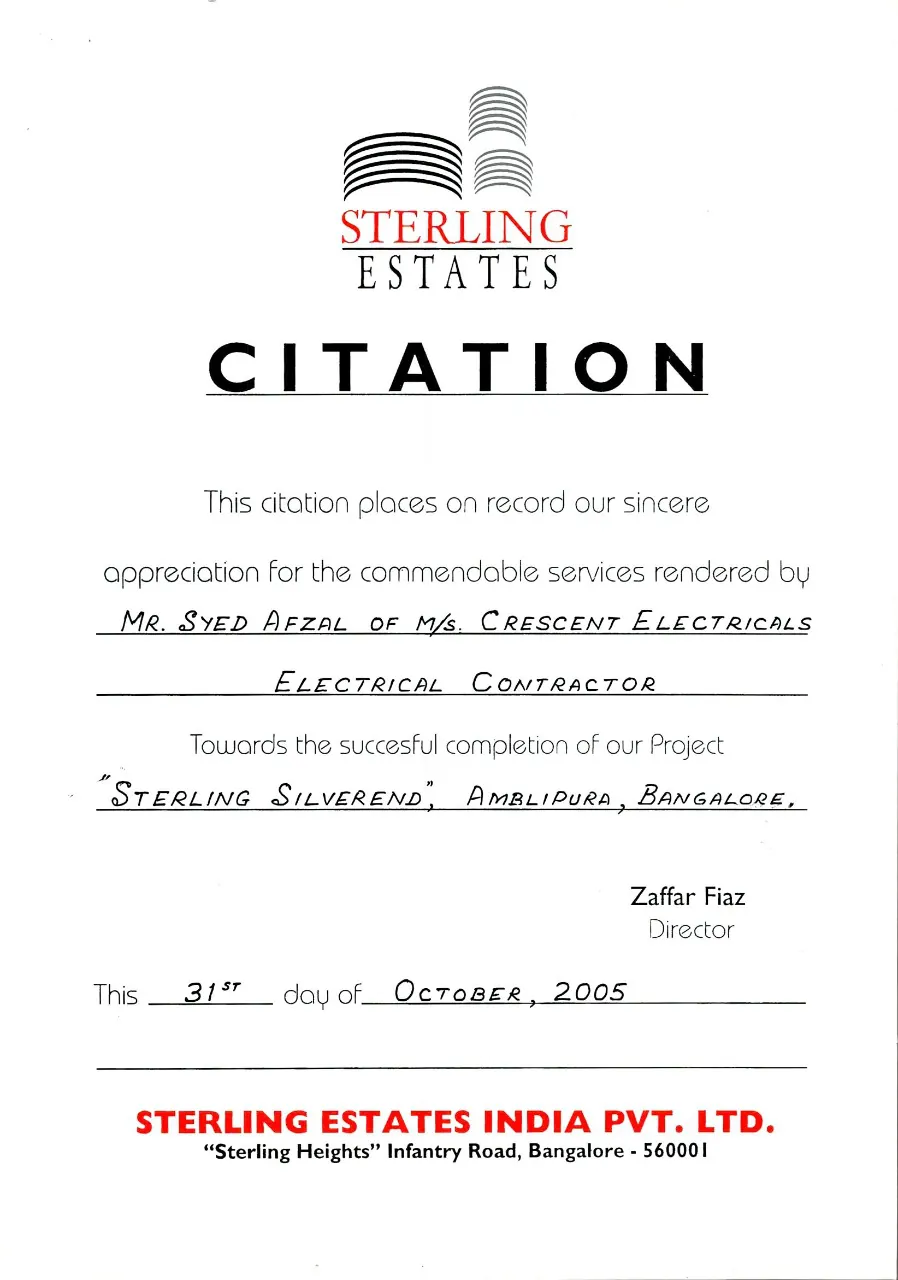 STERLING
ESTATES
CITATION
This citation places on record our sincere
appreciation for the commendable services rendered by
MR. SYED AFZAL OF M/s. CRESCENT ELECTRICALS
ELECTRICAL CONTRACTOR
Towards the succesful completion of our Project
"STERLING SILVEREND", AMBLIPURA, BANGALORE.
Zaffar Fiaz
Director
This 31ST day of OCTOBER, 2005
STERLING ESTATES INDIA PVT. LTD.
“Sterling Heights” Infantry Road, Bangalore - 560001